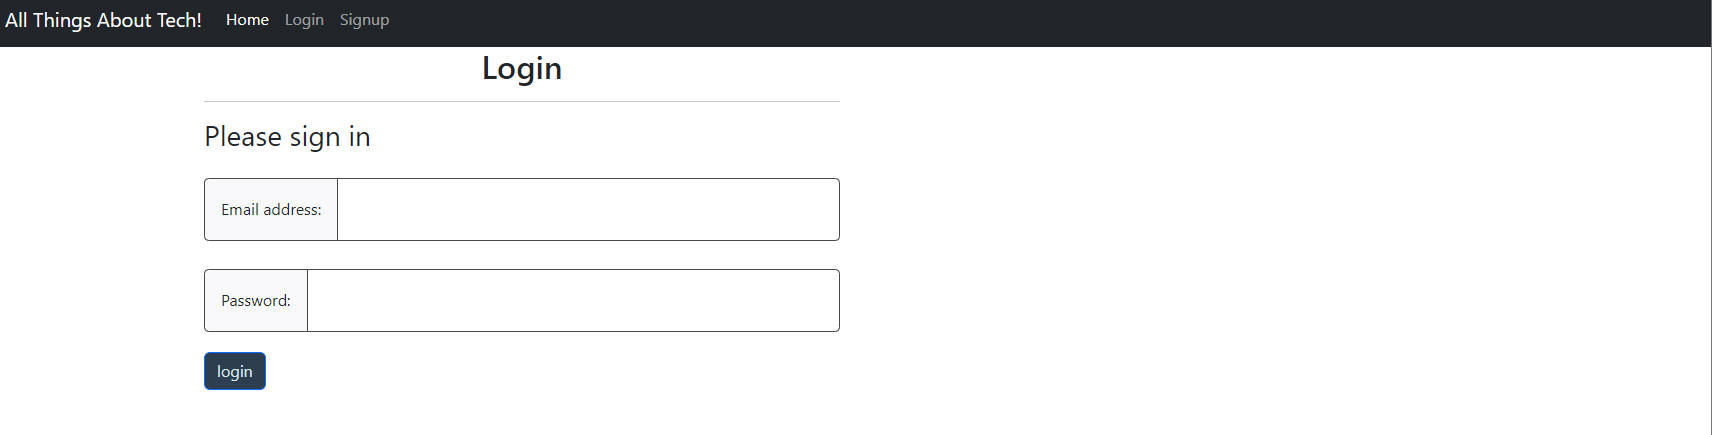 All Things About Tech! Home Login Signup
Login
Please sign in
Email address:
Password:
login